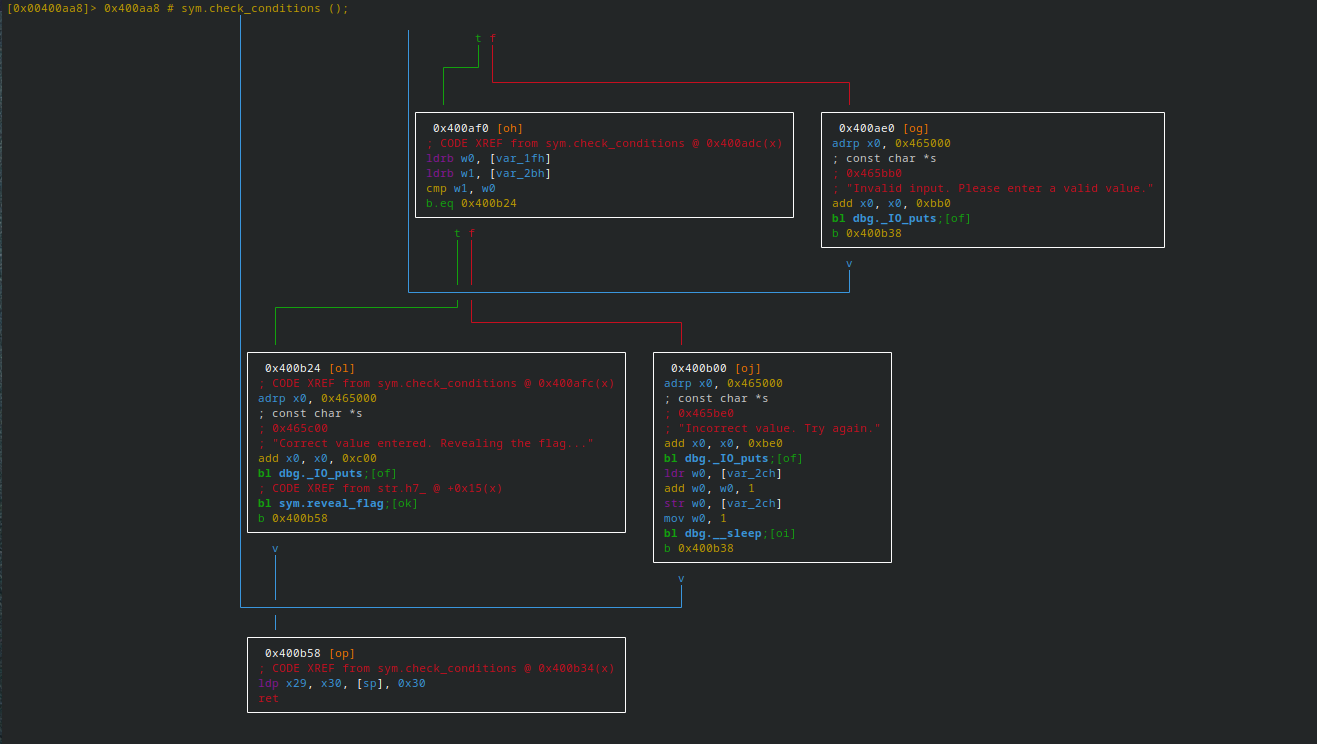 [0x00400aa8]> 0x400aa8 # sym.check_conditions ();
t f
0x400af0 [oh]
; CODE XREF from sym.check_conditions @ 0x400adc(x)
ldrb w0, [var_1fh]
ldrb w1, [var_2bh]
cmp w1, w0
b.eq 0x400b24
0x400ae0 [og]
adrp x0, 0x465000
; const char *s
; 0x465bb0
; "Invalid input. Please enter a valid value."
add x0, x0, 0xbb0
bl dbg._IO_puts;[of]
b 0x400b38
t f
v
0x400b24 [ol]
; CODE XREF from sym.check_conditions @ 0x400afc(x)
adrp x0, 0x465000
; const char *s
; 0x465c00
; "Correct value entered. Revealing the flag..."
add x0, x0, 0xc00
bl dbg._IO_puts;[of]
; CODE XREF from str.h7_ @ +0x15(x)
bl sym.reveal_flag;[ok]
b 0x400b58
0x400b00 [oj]
adrp x0, 0x465000
; const char *s
; 0x465be0
; "Incorrect value. Try again."
add x0, x0, 0xbe0
bl dbg._IO_puts;[of]
ldr w0, [var_2ch]
add w0, w0, 1
str w0, [var_2ch]
mov w0, 1
bl dbg.__sleep;[oi]
b 0x400b38
v
v
0x400b58 [op]
; CODE XREF from sym.check_conditions @ 0x400b34(x)
ldp x29, x30, [sp], 0x30
ret